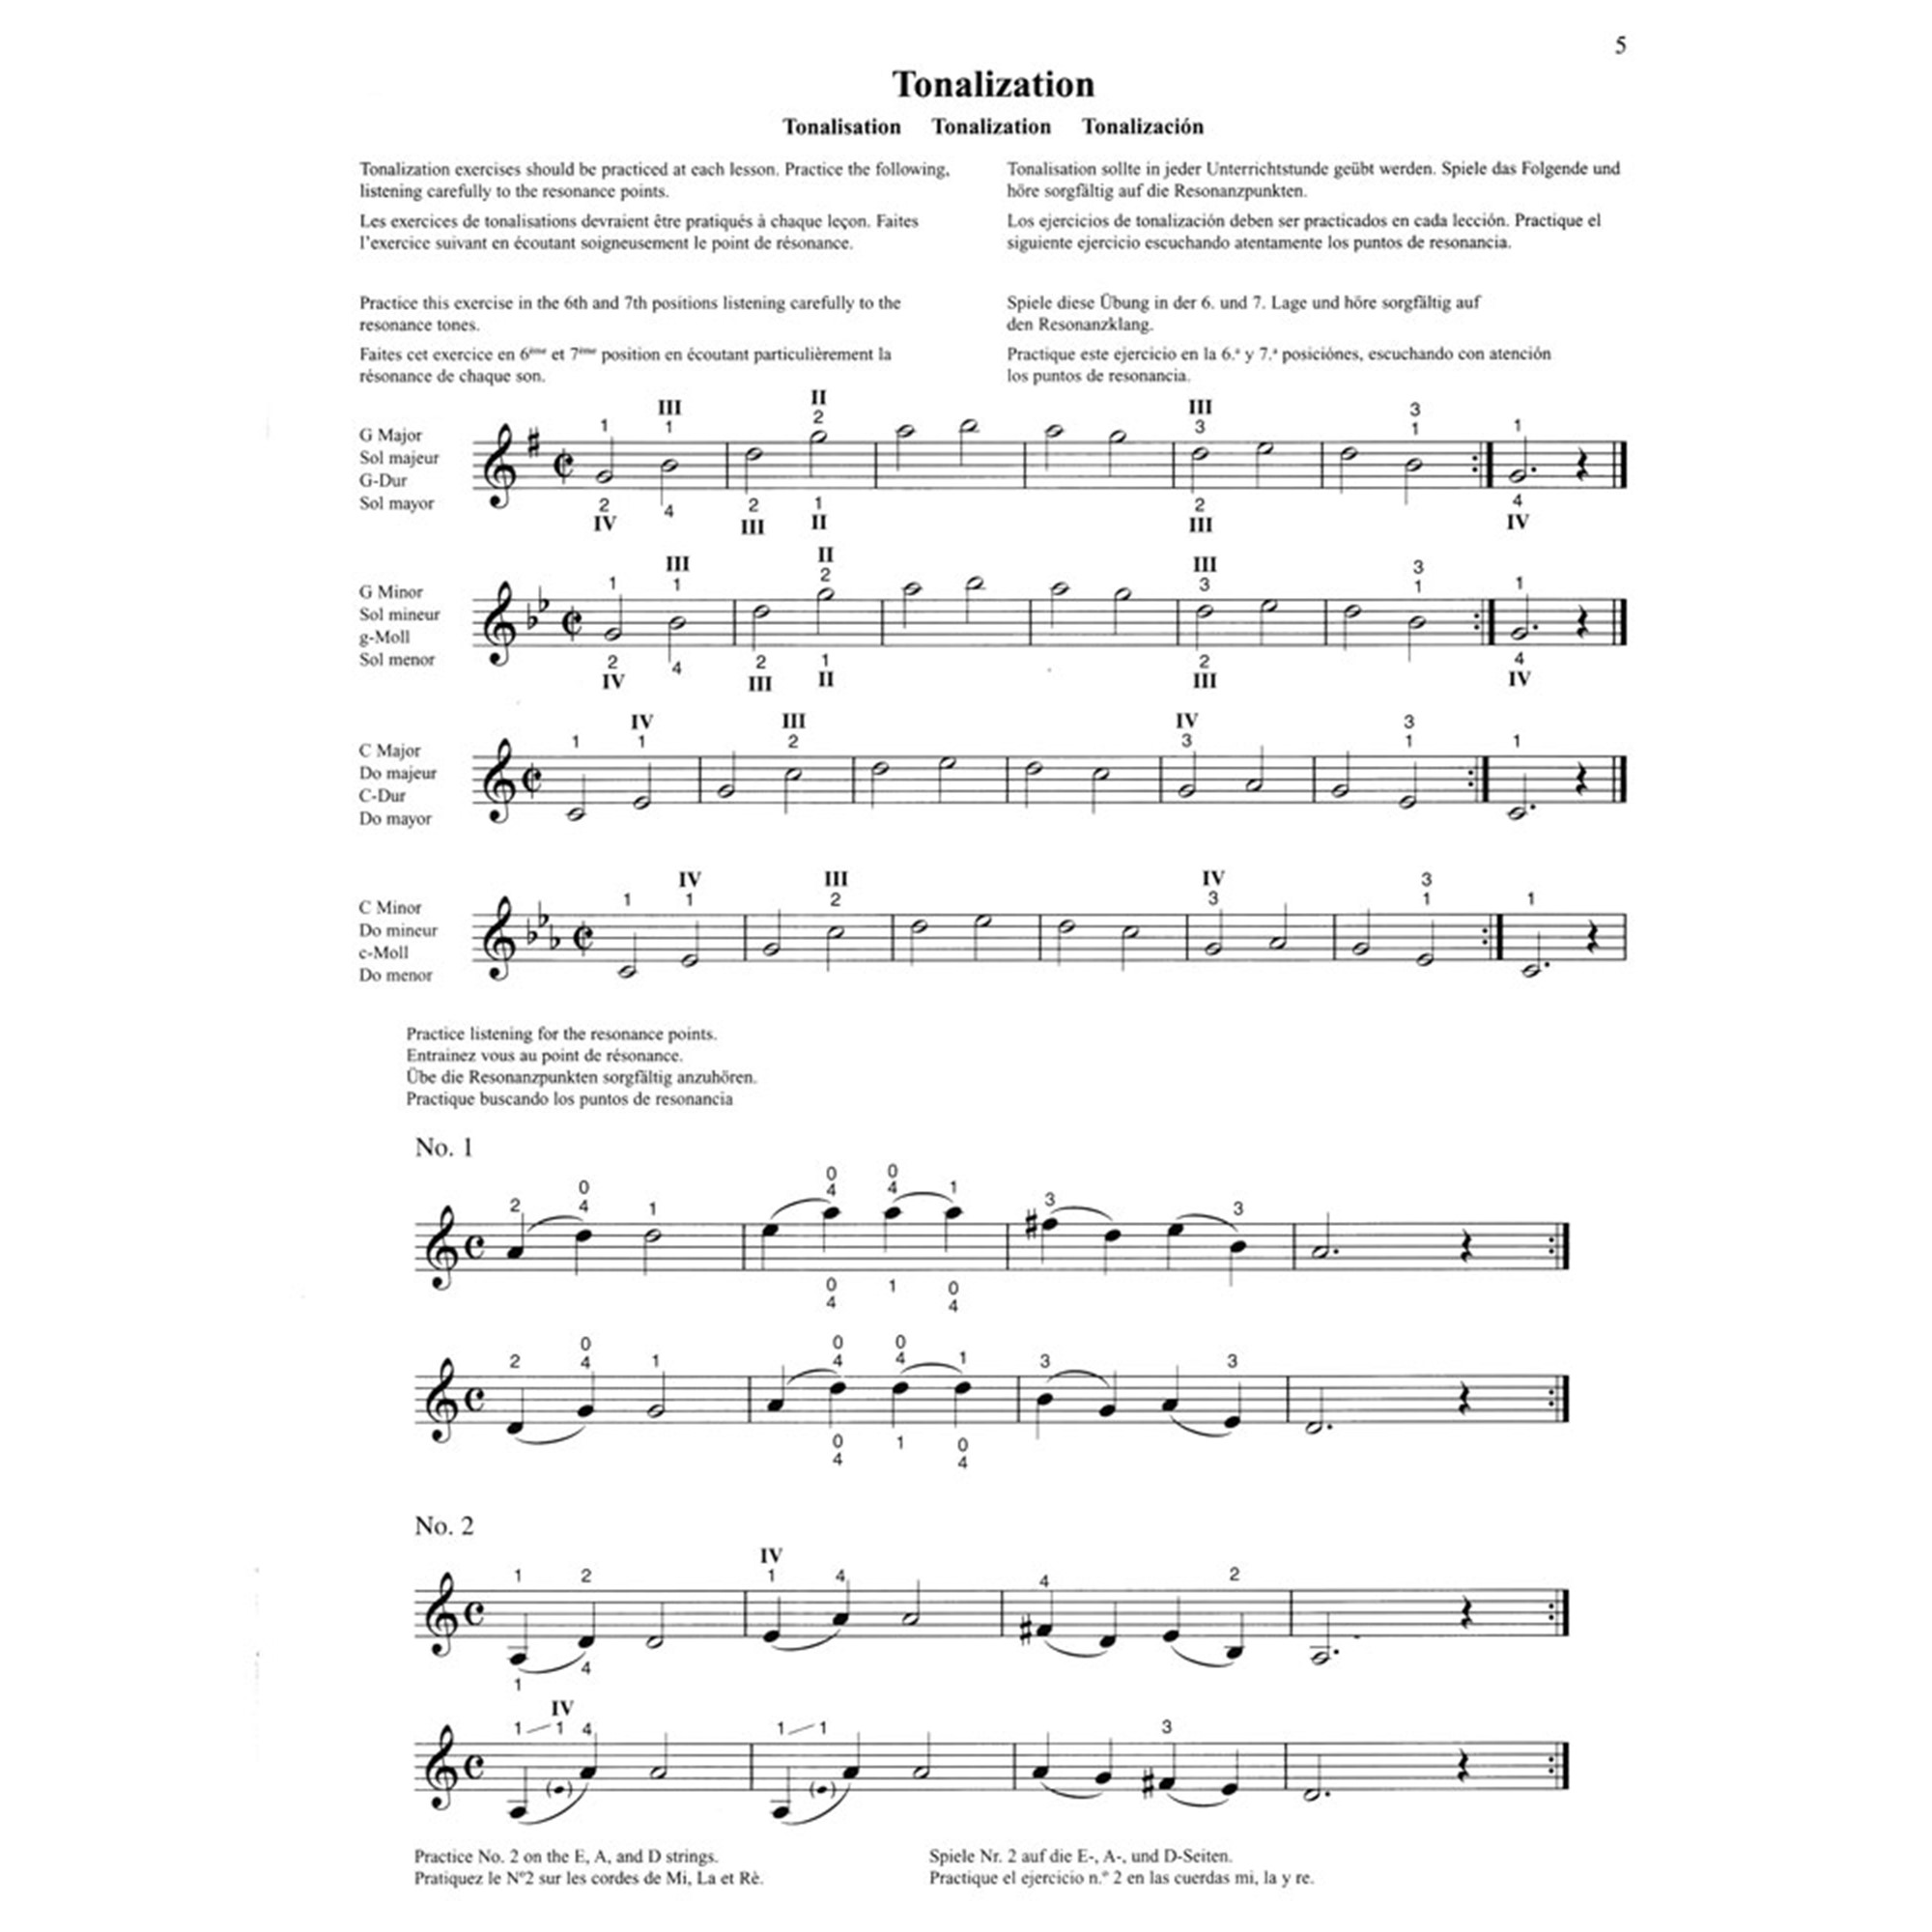 5
Tonalization
Tonalisation Tonalization Tonalización
Tonalization exercises should be practiced at each lesson. Practice the following,
listening carefully to the resonance points.
Les exercices de tonalisations devraient être pratiqués à chaque leçon. Faites
l'exercice suivant en écoutant soigneusement le point de résonance.
Tonalisation sollte in jeder Unterrichtstunde geübt werden. Spiele das Folgende und
höre sorgfältig auf die Resonanzpunkten.
Los ejercicios de tonalización deben ser practicados en cada lección. Practique el
siguiente ejercicio escuchando atentamente los puntos de resonancia.
Practice this exercise in the 6th and 7th positions listening carefully to the
resonance tones.
Faites cet exercice en 6ème et 7ème position en écoutant particulièrement la
résonance de chaque son.
Spiele diese Übung in der 6. und 7. Lage und höre sorgfältig auf
den Resonanzklang.
Practique este ejercicio en la 6.ª y 7.ª posiciónes, escuchando con atención
los puntos de resonancia.
III II III 3
1 1 2 3 1 1
G Major
Sol majeur
G-Dur
Sol mayor
2 4 2 1 2 4
IV III II III IV
III II III 3
1 1 2 3 1 1
G Minor
Sol mineur
g-Moll
Sol menor
2 4 2 1 2 4
IV III II III IV
IV III IV 3
1 1 2 3 1 1
C Major
Do majeur
C-Dur
Do mayor
IV III IV 3
1 1 2 3 1 1
C Minor
Do mineur
c-Moll
Do menor
Practice listening for the resonance points.
Entrainez vous au point de résonance.
Übe die Resonanzpunkten sorgfältig anzuhören.
Practique buscando los puntos de resonancia
No. 1
0 0 0
2 4 1 4 4 1 3 3
0 1 0
4 4
0 0 0
2 4 1 4 4 1 3 3
0 1 0
4 4
No. 2
IV
1 2 1 4 4 2
4
1
IV
1 1 4 1 1 3
Practice No. 2 on the E, A, and D strings.
Pratiquez le Nº2 sur les cordes de Mi, La et Rè.
Spiele Nr. 2 auf die E-, A-, und D-Seiten.
Practique el ejercicio n.º 2 en las cuerdas mi, la y re.